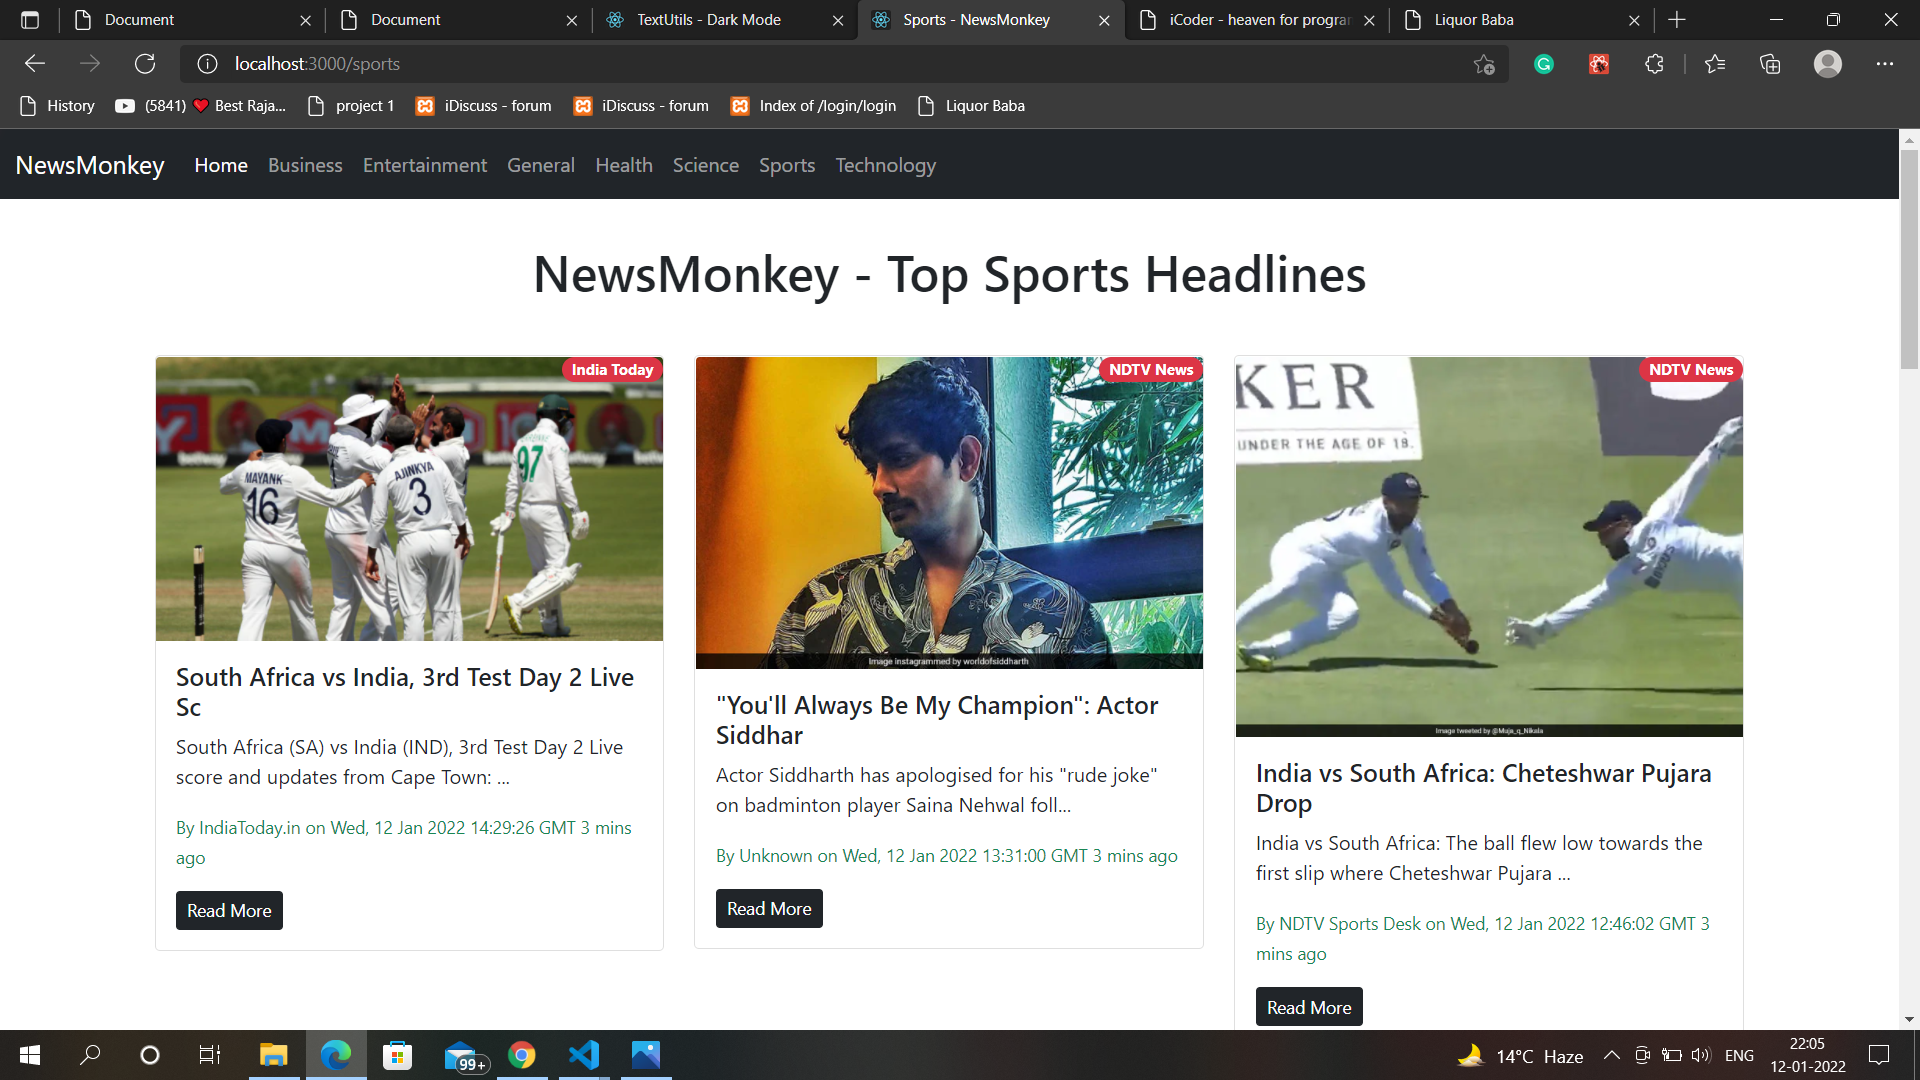 Document
Document
TextUtils - Dark Mode
Sports - NewsMonkey
iCoder - heaven for progran
Liquor Baba
localhost:3000/sports
History
(5841) ❤ Best Raja...
project 1
iDiscuss - forum
iDiscuss - forum
Index of /login/login
Liquor Baba
NewsMonkey Home Business Entertainment General Health Science Sports Technology
NewsMonkey - Top Sports Headlines
India Today
MAYANK
16
AJINKYA
3
97
South Africa vs India, 3rd Test Day 2 Live
Sc
South Africa (SA) vs India (IND), 3rd Test Day 2 Live
score and updates from Cape Town: ...
By IndiaToday.in on Wed, 12 Jan 2022 14:29:26 GMT 3 mins
ago
Read More
NDTV News
Image instagrammed by worldofsiddharth
"You'll Always Be My Champion": Actor
Siddhar
Actor Siddharth has apologised for his "rude joke"
on badminton player Saina Nehwal foll...
By Unknown on Wed, 12 Jan 2022 13:31:00 GMT 3 mins ago
Read More
NDTV News
KER
UNDER THE AGE OF 18.
Image tweeted by @Muja_q_Nikala
India vs South Africa: Cheteshwar Pujara
Drop
India vs South Africa: The ball flew low towards the
first slip where Cheteshwar Pujara ...
By NDTV Sports Desk on Wed, 12 Jan 2022 12:46:02 GMT 3
mins ago
Read More
99+
14°C Haze
ENG
22:05
12-01-2022